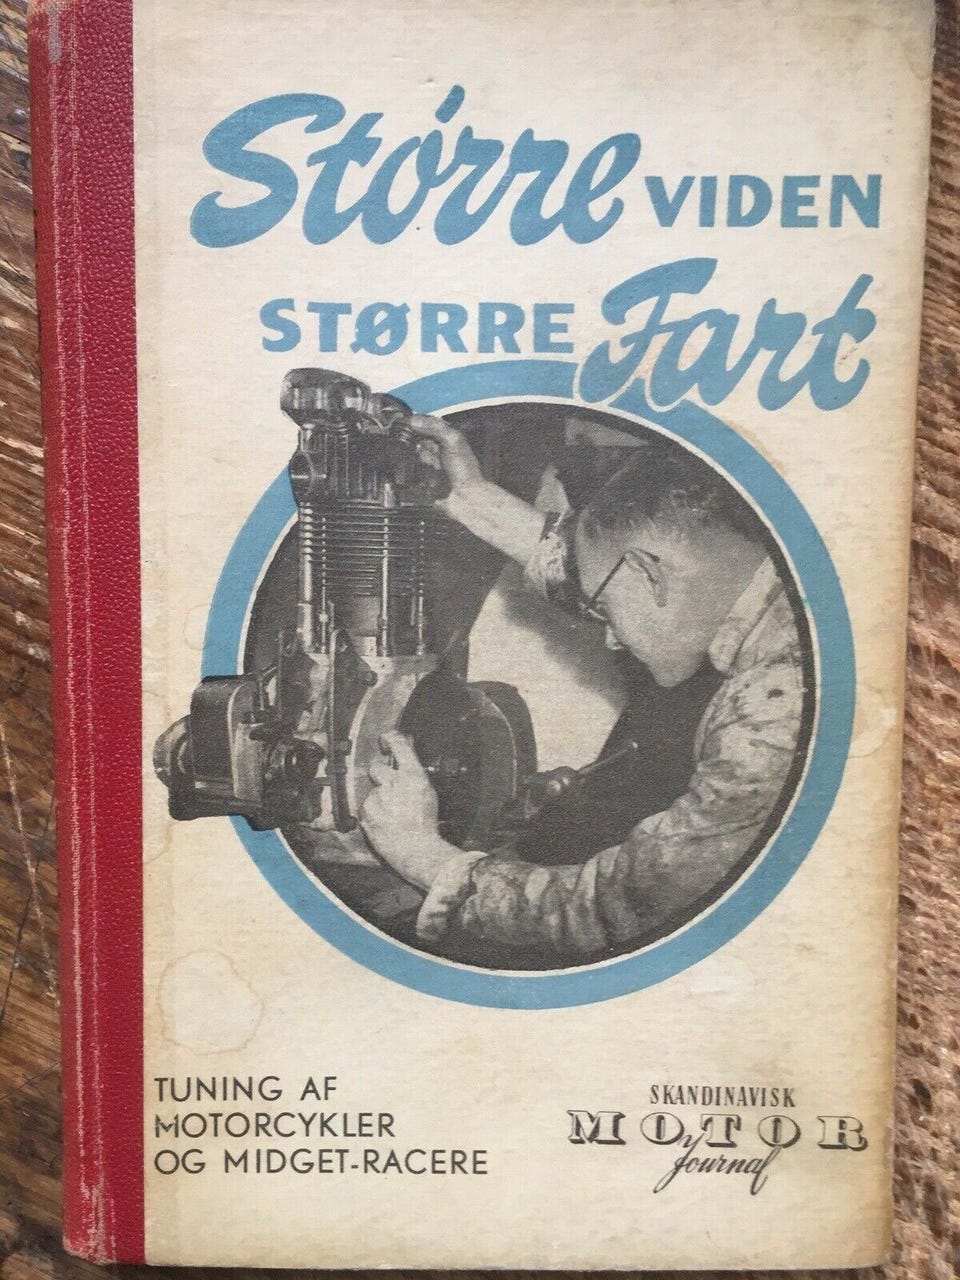 Større VIDEN
STØRRE Fart
TUNING AF
MOTORCYKLER
OG MIDGET-RACERE
SKANDINAVISK
MOTOR
Journal